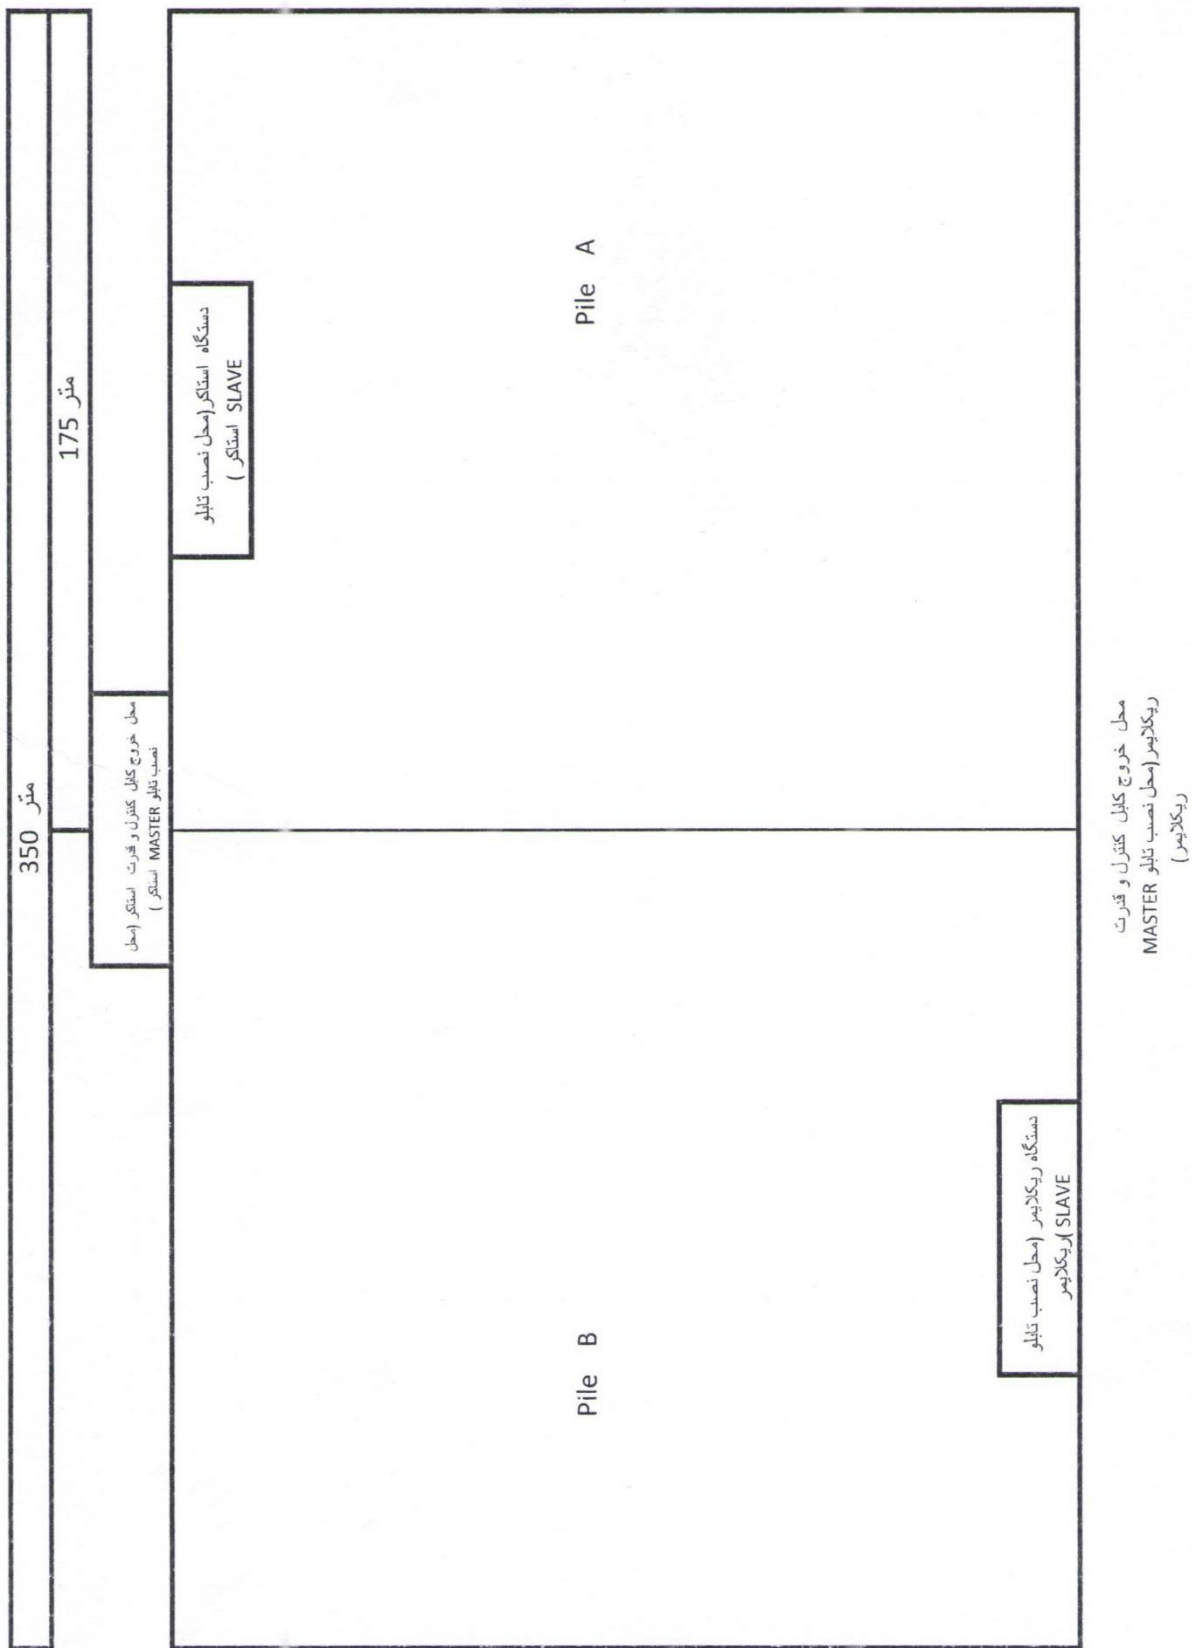 350 متر
175 متر
محل خروج کابل کنترل و قدرت استاکر (محل
نصب تابلو MASTER استاکر )
دستگاه استاکر(محل نصب تابلو
SLAVE استاکر )
Pile B
Pile A
دستگاه ریکلایمر (محل نصب تابلو
SLAVE )ریکلایمر
محل خروج کابل کنترل و قدرت
ریکلایمر(محل نصب تابلو MASTER
ریکلایمر)